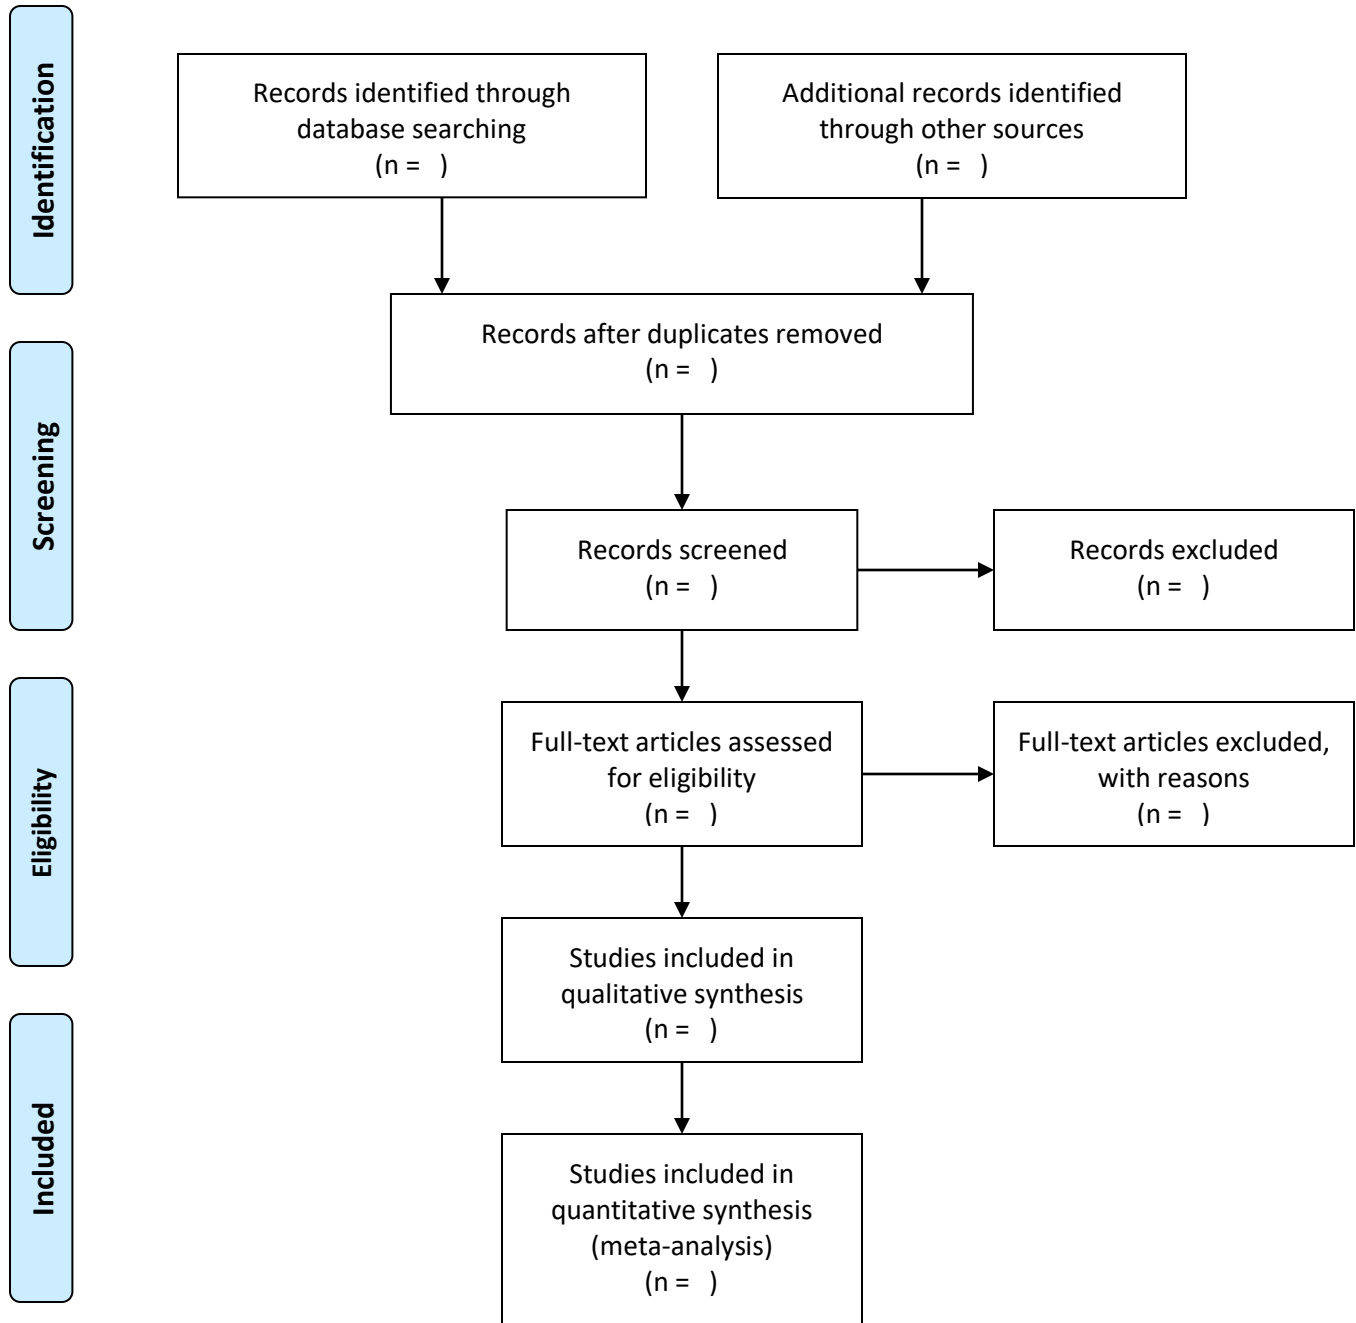 Identification
Records identified through
database searching
(n =   )
Additional records identified
through other sources
(n =   )
Records after duplicates removed
(n =   )
Screening
Records screened
(n =   )
Records excluded
(n =   )
Eligibility
Full-text articles assessed
for eligibility
(n =   )
Full-text articles excluded,
with reasons
(n =   )
Studies included in
qualitative synthesis
(n =   )
Included
Studies included in
quantitative synthesis
(meta-analysis)
(n =   )